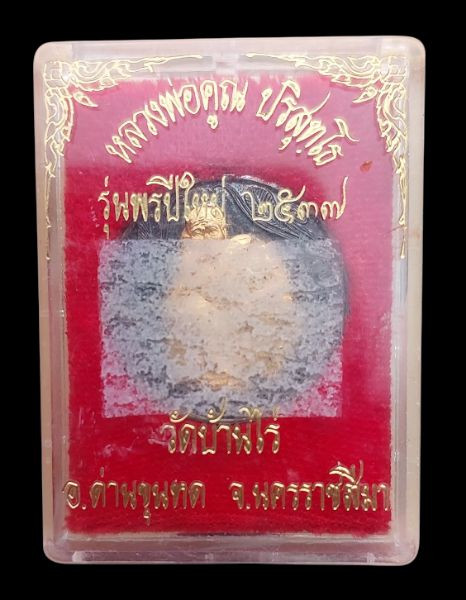 หลวงพ่อคูณ ปริสุทฺโธ
รุ่นพรปีใหม่ ๒๕๓๗
วัดบ้านไร่
อ.ด่านขุนทด จ.นครราชสีมา